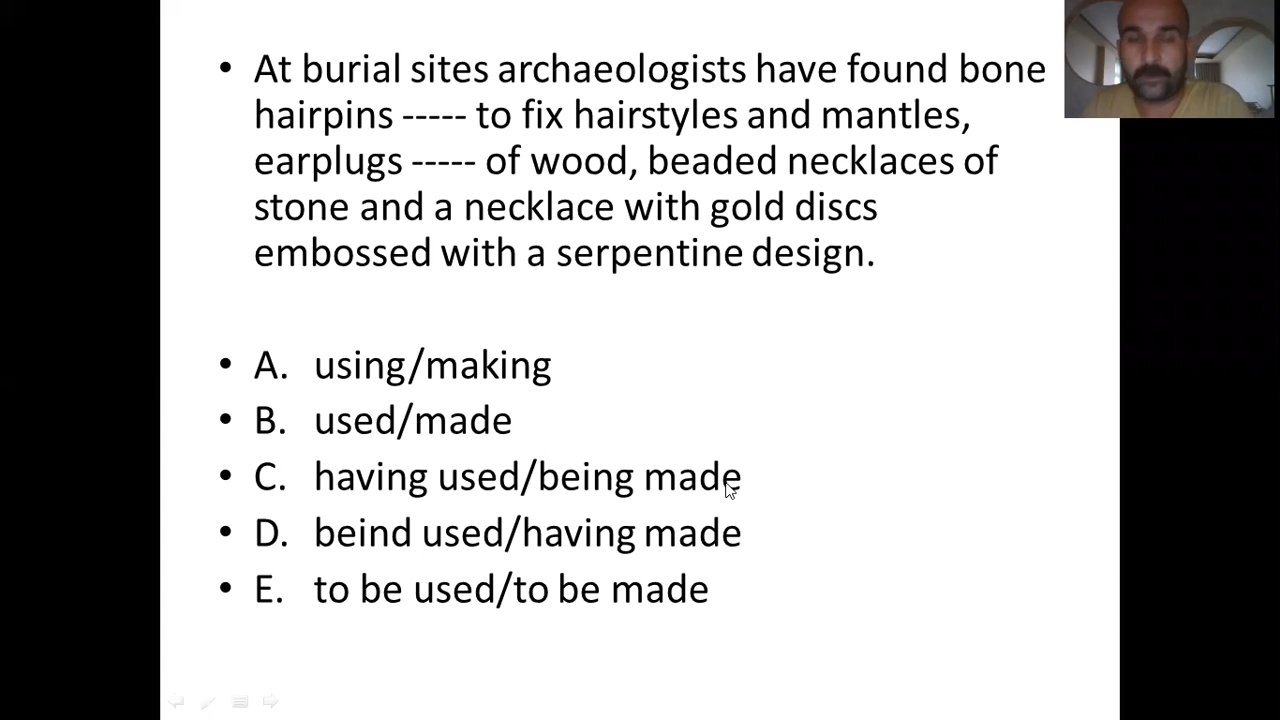 • At burial sites archaeologists have found bone
hairpins ----- to fix hairstyles and mantles,
earplugs ----- of wood, beaded necklaces of
stone and a necklace with gold discs
embossed with a serpentine design.
• A. using/making
• B. used/made
• C. having used/being made
• D. beind used/having made
• E. to be used/to be made